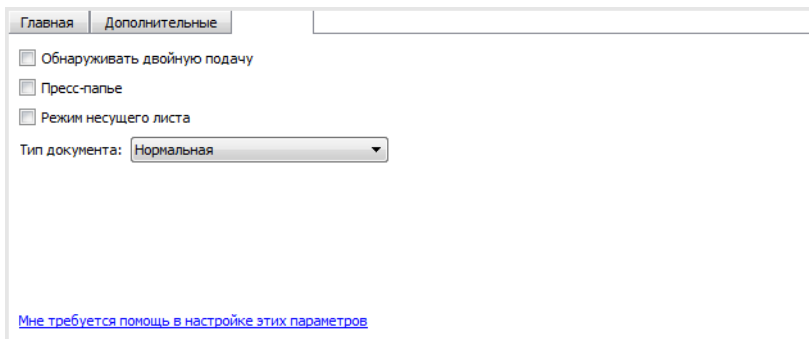 Главная Дополнительные
Обнаруживать двойную подачу
Пресс-папье
Режим несущего листа
Тип документа: Нормальная
Мне требуется помощь в настройке этих параметров